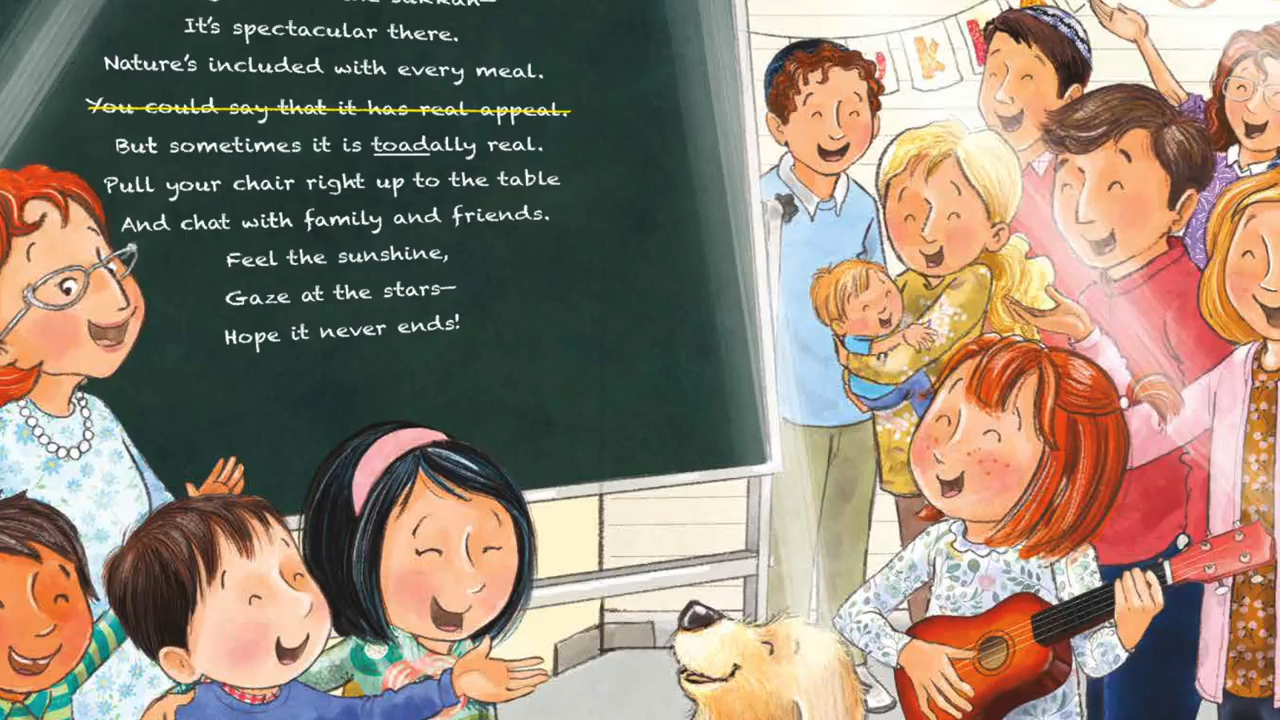 sukkah—
It's spectacular there.
Nature's included with every meal.
You could say that it has real appeal.
But sometimes it is toadally real.
Pull your chair right up to the table
And chat with family and friends.
Feel the sunshine,
Gaze at the stars—
Hope it never ends!
UK